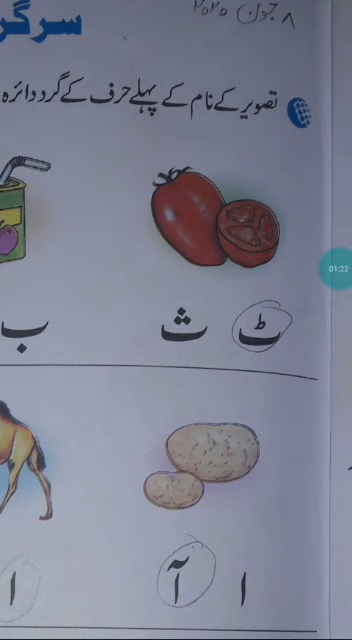 ۸ جون ۲۰۲۰
سرگر
تصویر کے نام کے پہلے حرف کے گرد دائرہ
01:22
ٹ ث ب
ا آ ا